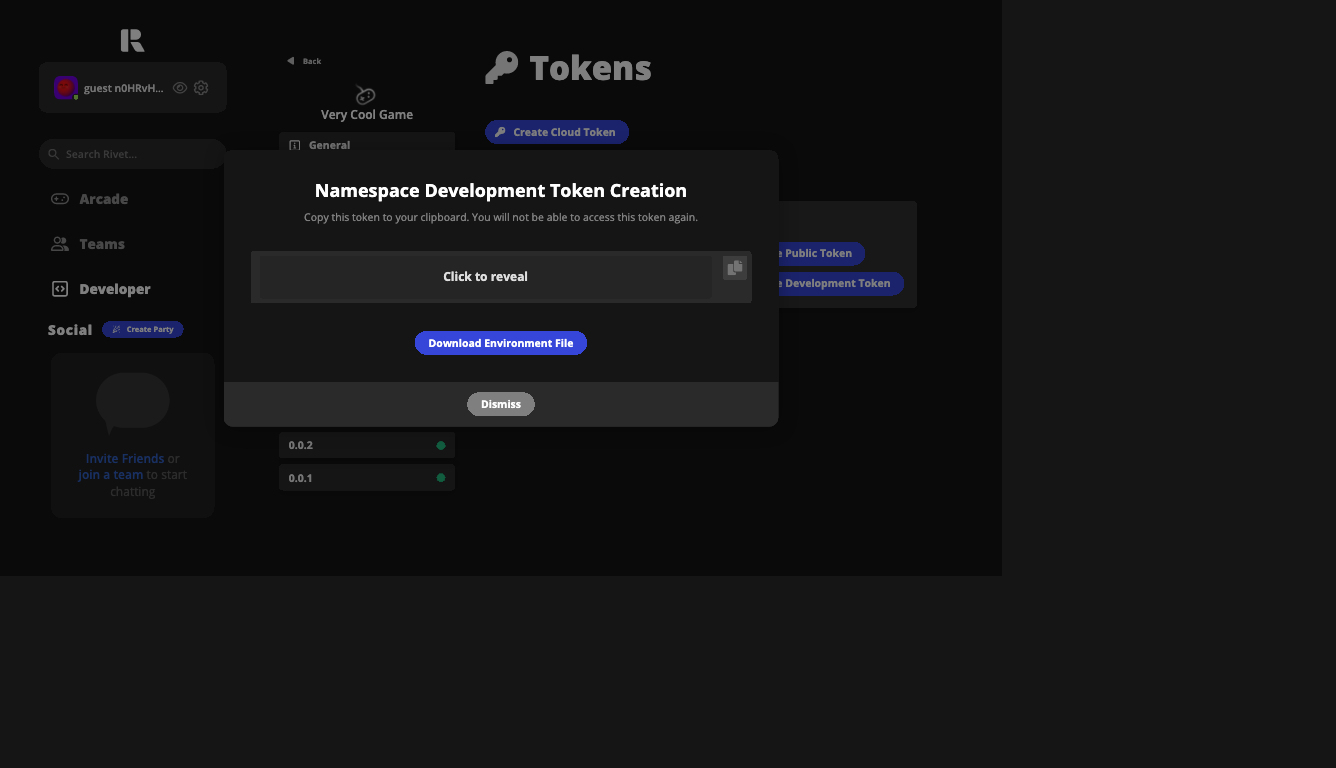 guest n0HRvH...
Search Rivet...
Arcade
Teams
Developer
Social
Create Party
Invite Friends or
join a team to start
chatting
Back
Very Cool Game
General
0.0.2
0.0.1
Tokens
Create Cloud Token
Public Token
Development Token
Namespace Development Token Creation
Copy this token to your clipboard. You will not be able to access this token again.
Click to reveal
Download Environment File
Dismiss